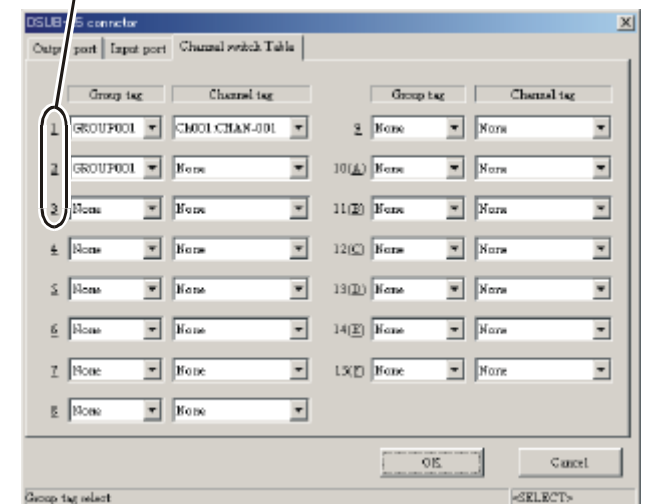 DSUB-15 connctor
Output port Input port Channel switch Table
Group tag Channel tag Group tag Channel tag
1 GROUP001 Ch001:CHAN-001 9 None None
2 GROUP001 None 10(A) None None
3 None None 11(B) None None
4 None None 12(C) None None
5 None None 13(D) None None
6 None None 14(E) None None
7 None None 15(F) None None
8 None None
OK Cancel
Group tag select <SELECT>